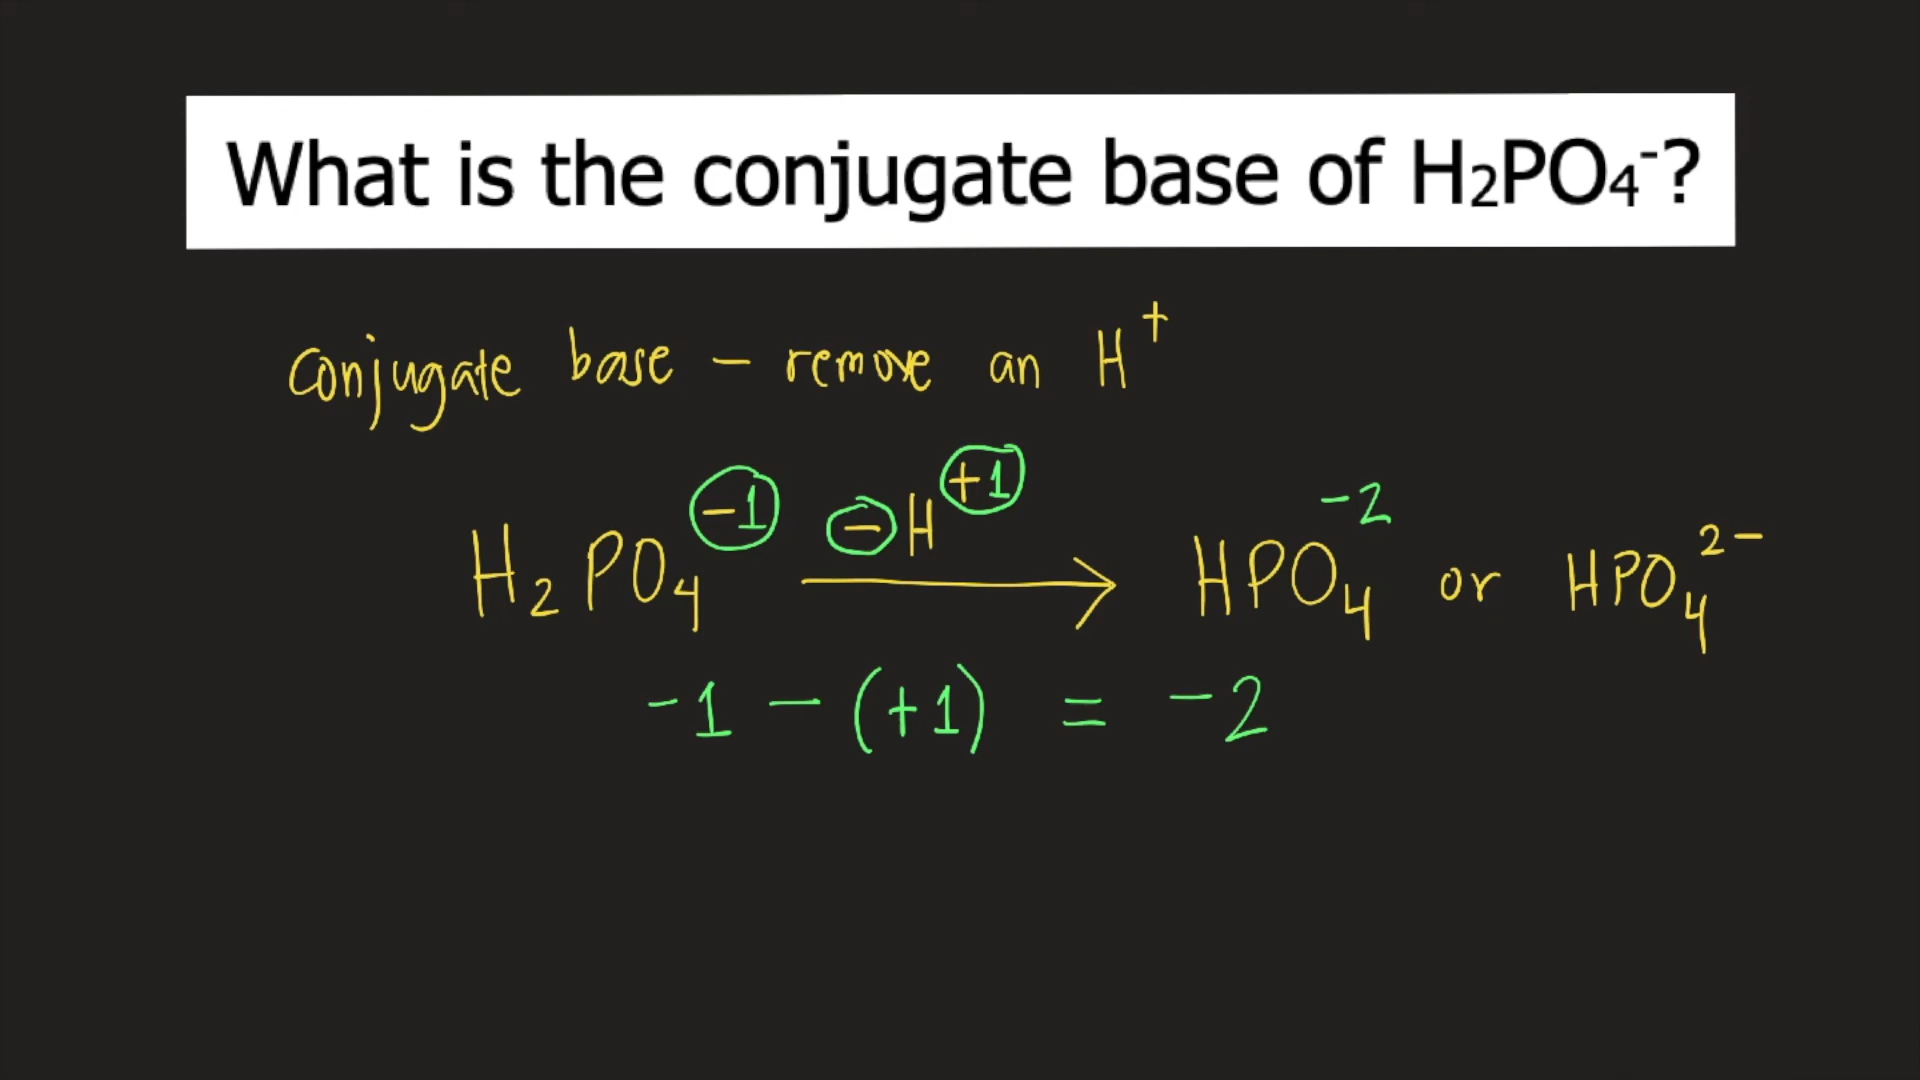 What is the conjugate base of H₂PO₄⁻?
conjugate base – remove an H⁺
H₂PO₄⁻¹ −H⁺¹ → HPO₄⁻² or HPO₄²⁻
-1 – (+1) = -2